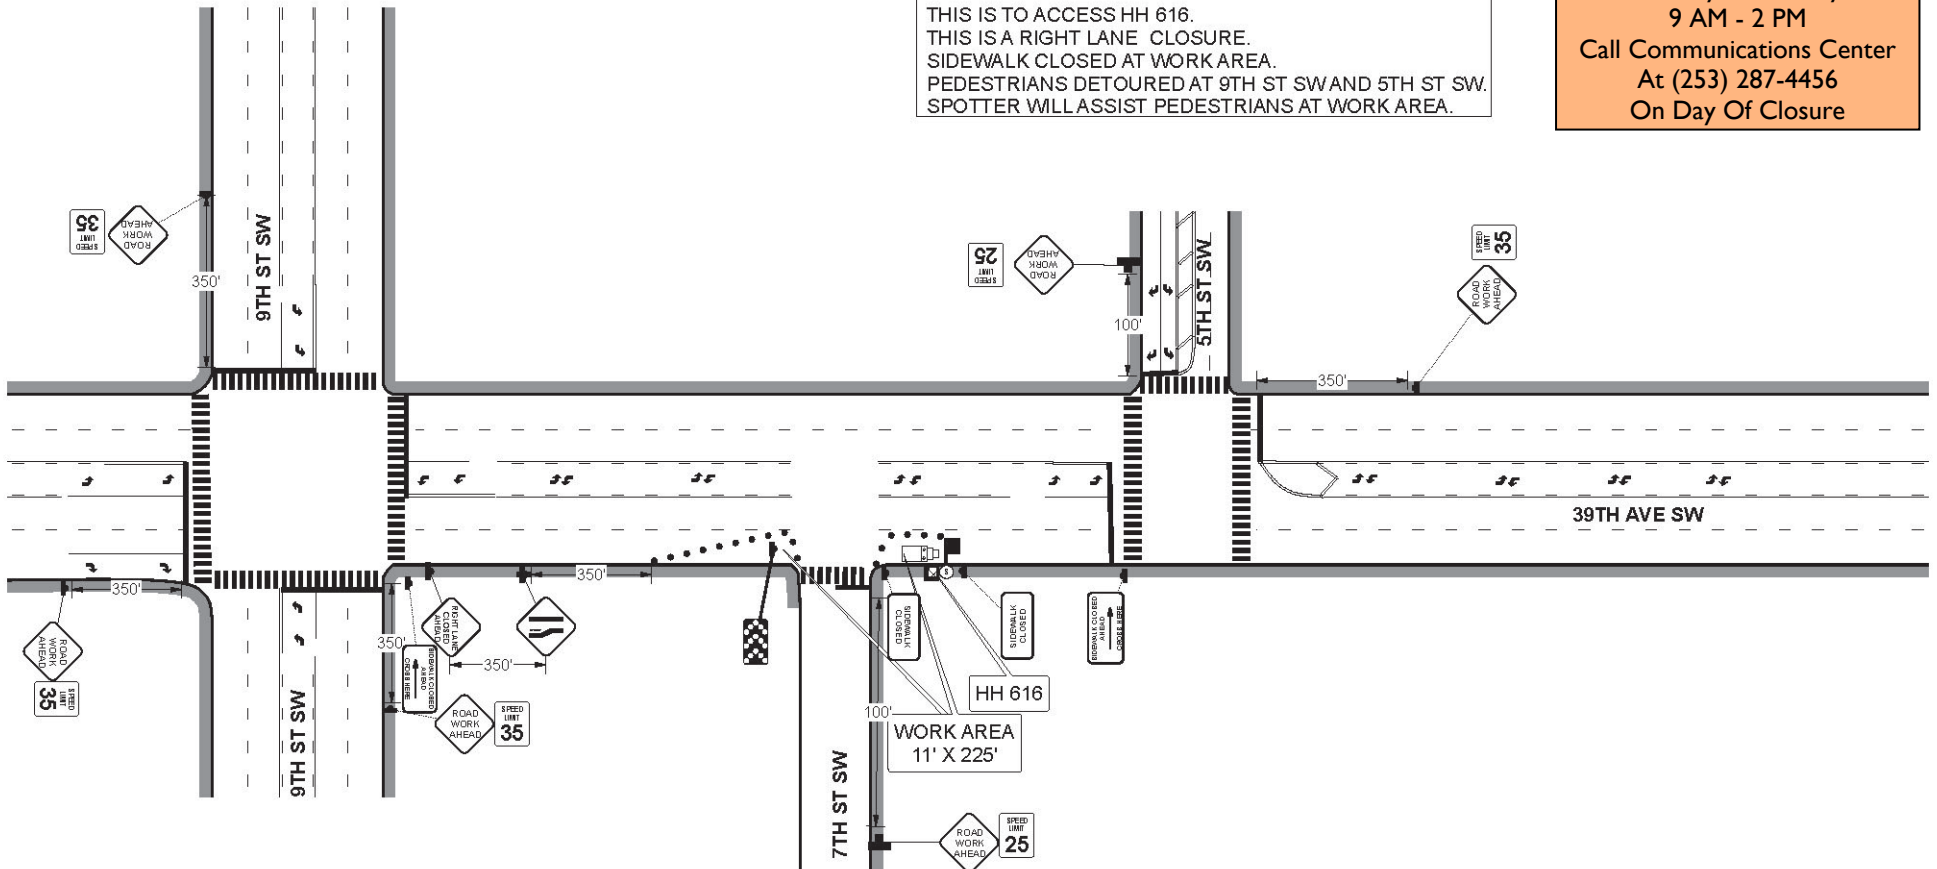 THIS IS TO ACCESS HH 616.
THIS IS A RIGHT LANE CLOSURE.
SIDEWALK CLOSED AT WORK AREA.
PEDESTRIANS DETOURED AT 9TH ST SW AND 5TH ST SW.
SPOTTER WILL ASSIST PEDESTRIANS AT WORK AREA.
9 AM - 2 PM
Call Communications Center
At (253) 287-4456
On Day Of Closure
SPEED
LIMIT
35
ROAD
WORK
AHEAD
350'
9TH ST SW
SPEED
LIMIT
25
ROAD
WORK
AHEAD
100'
5TH ST SW
SPEED
LIMIT
35
ROAD
WORK
AHEAD
350'
39TH AVE SW
350'
ROAD
WORK
AHEAD
SPEED
LIMIT
35
9TH ST SW
350'
SIDEWALK CLOSED
AHEAD
CROSS HERE
RIGHT LANE
CLOSED
AHEAD
350'
350'
ROAD
WORK
AHEAD
SPEED
LIMIT
35
SIDEWALK
CLOSED
S
SIDEWALK
CLOSED
SIDEWALK CLOSED
AHEAD
CROSS HERE
HH 616
WORK AREA
11' X 225'
100'
7TH ST SW
ROAD
WORK
AHEAD
SPEED
LIMIT
25